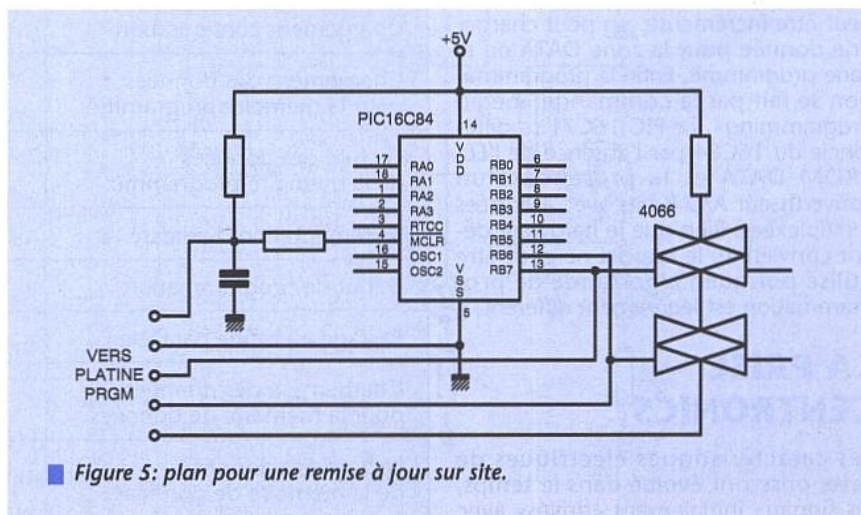 +5V
PIC16C84
14
4066
17
18
1
2
3
4
16
15
RA0
RA1
RA2
RA3
RTCC
MCLR
OSC1
OSC2
VDD
VSS
5
RB0
RB1
RB2
RB3
RB4
RB5
RB6
RB7
6
7
8
9
10
11
12
13
VERS
PLATINE
PRGM
Figure 5: plan pour une remise à jour sur site.